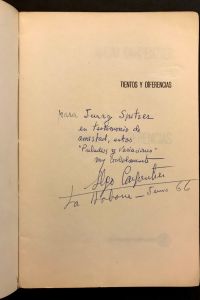 TIENTOS Y DIFERENCIAS
Para Juray Spitzer
en testimonio de
amistad, estos
"Preludios y Variaciones"
muy cordialmente
Alejo Carpentier
La Habana - Junio 66